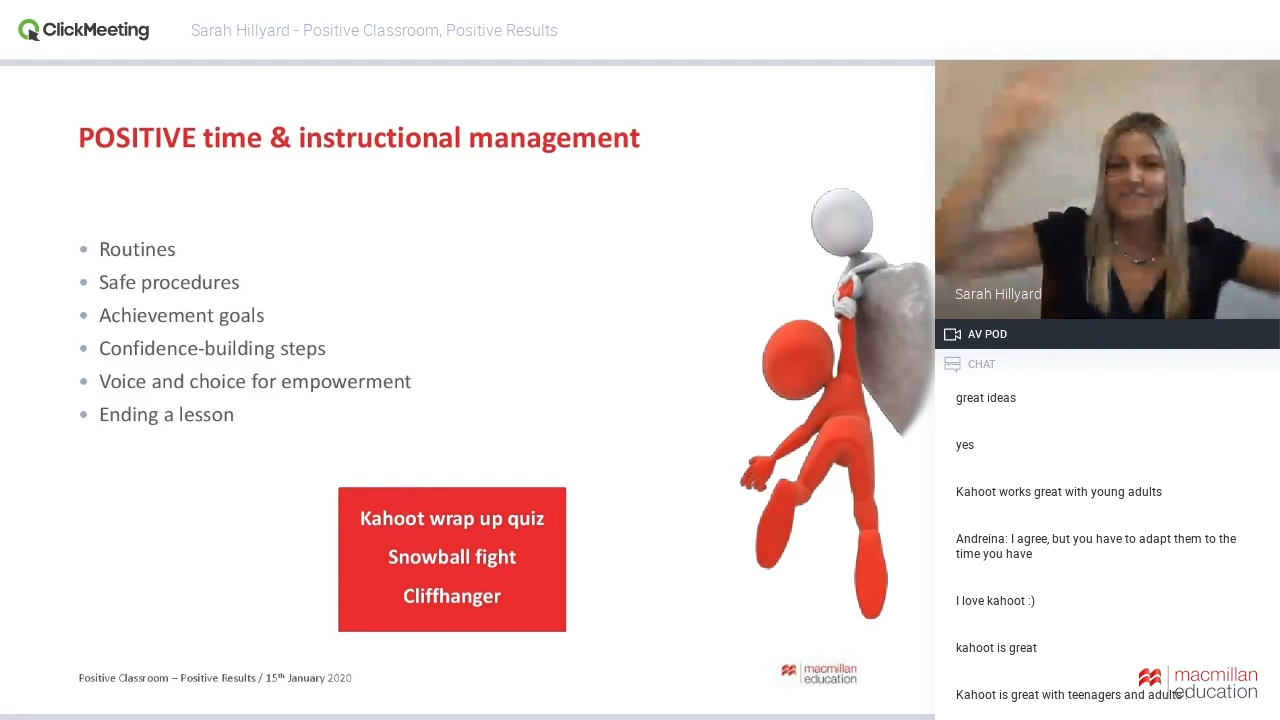 ClickMeeting
Sarah Hillyard - Positive Classroom, Positive Results
POSITIVE time & instructional management
• Routines
• Safe procedures
• Achievement goals
• Confidence-building steps
• Voice and choice for empowerment
• Ending a lesson
Kahoot wrap up quiz
Snowball fight
Cliffhanger
Positive Classroom – Positive Results / 15th January 2020
macmillan
education
Sarah Hillyard
AV POD
CHAT
great ideas
yes
Kahoot works great with young adults
Andreina: I agree, but you have to adapt them to the
time you have
I love kahoot :)
kahoot is great
Kahoot is great with teenagers and adults
macmillan
education